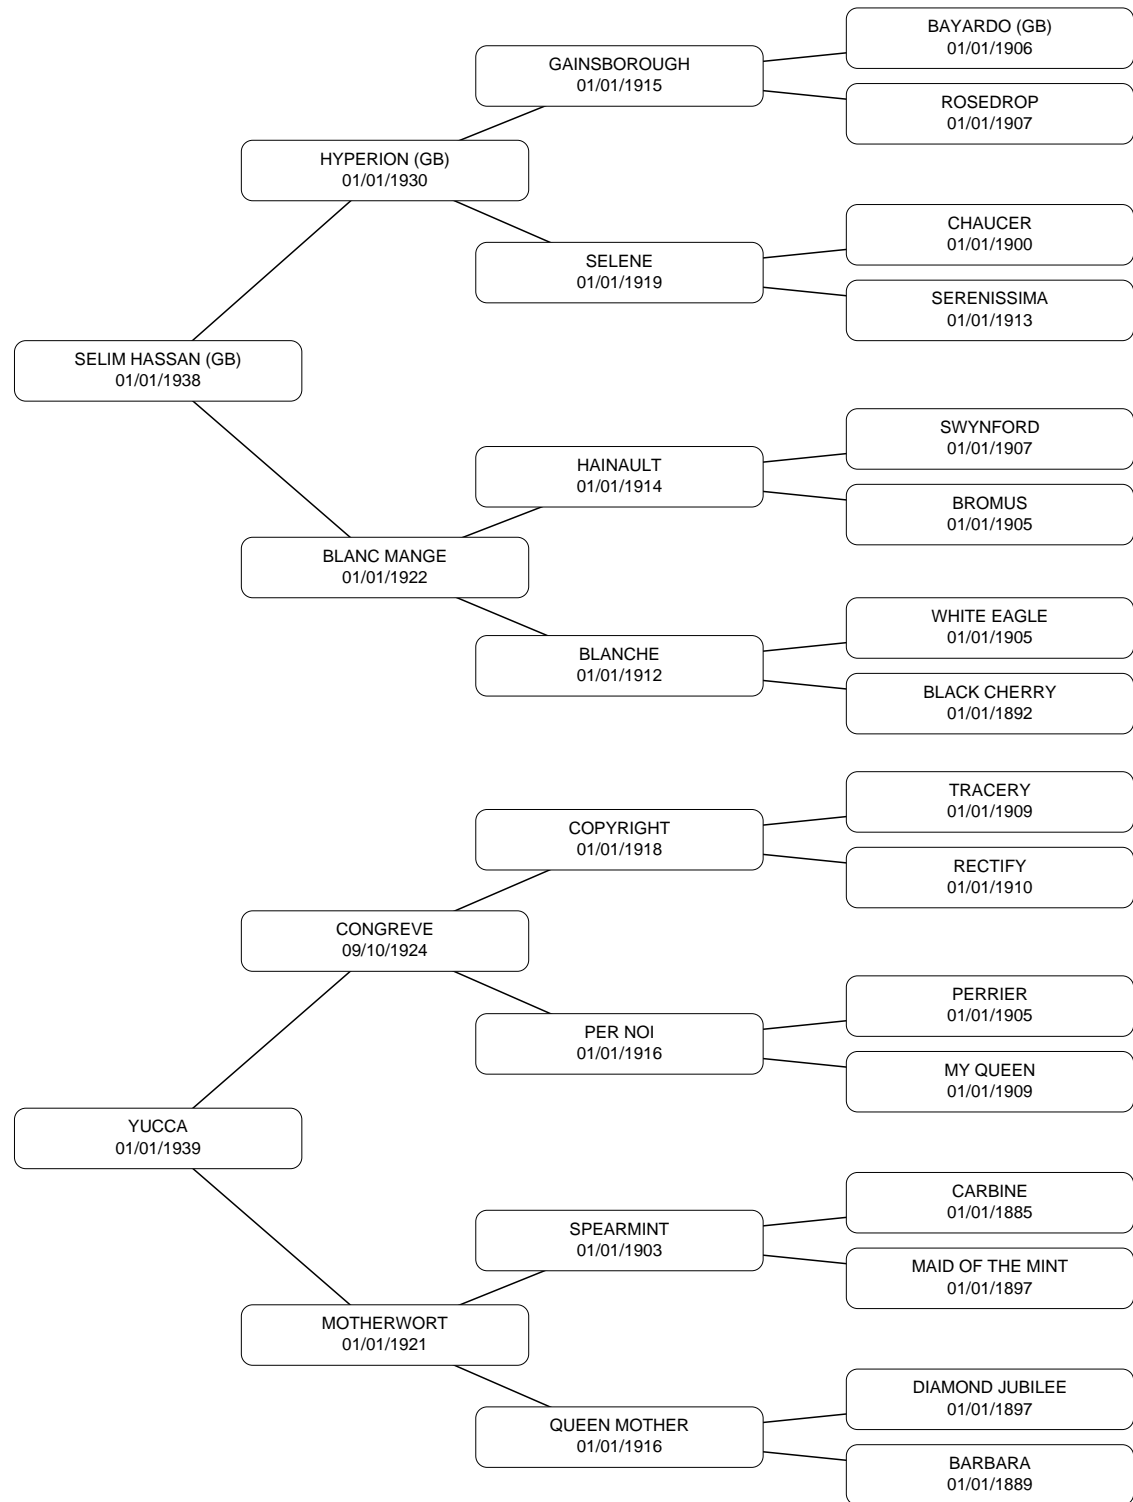 BAYARDO (GB)
01/01/1906
GAINSBOROUGH
01/01/1915
ROSEDROP
01/01/1907
HYPERION (GB)
01/01/1930
CHAUCER
01/01/1900
SELENE
01/01/1919
SERENISSIMA
01/01/1913
SELIM HASSAN (GB)
01/01/1938
SWYNFORD
01/01/1907
HAINAULT
01/01/1914
BROMUS
01/01/1905
BLANC MANGE
01/01/1922
WHITE EAGLE
01/01/1905
BLANCHE
01/01/1912
BLACK CHERRY
01/01/1892
TRACERY
01/01/1909
COPYRIGHT
01/01/1918
RECTIFY
01/01/1910
CONGREVE
09/10/1924
PERRIER
01/01/1905
PER NOI
01/01/1916
MY QUEEN
01/01/1909
YUCCA
01/01/1939
CARBINE
01/01/1885
SPEARMINT
01/01/1903
MAID OF THE MINT
01/01/1897
MOTHERWORT
01/01/1921
DIAMOND JUBILEE
01/01/1897
QUEEN MOTHER
01/01/1916
BARBARA
01/01/1889